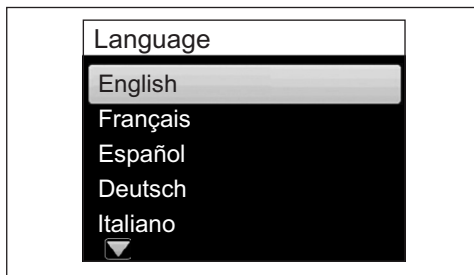 Language
English
Français
Español
Deutsch
Italiano